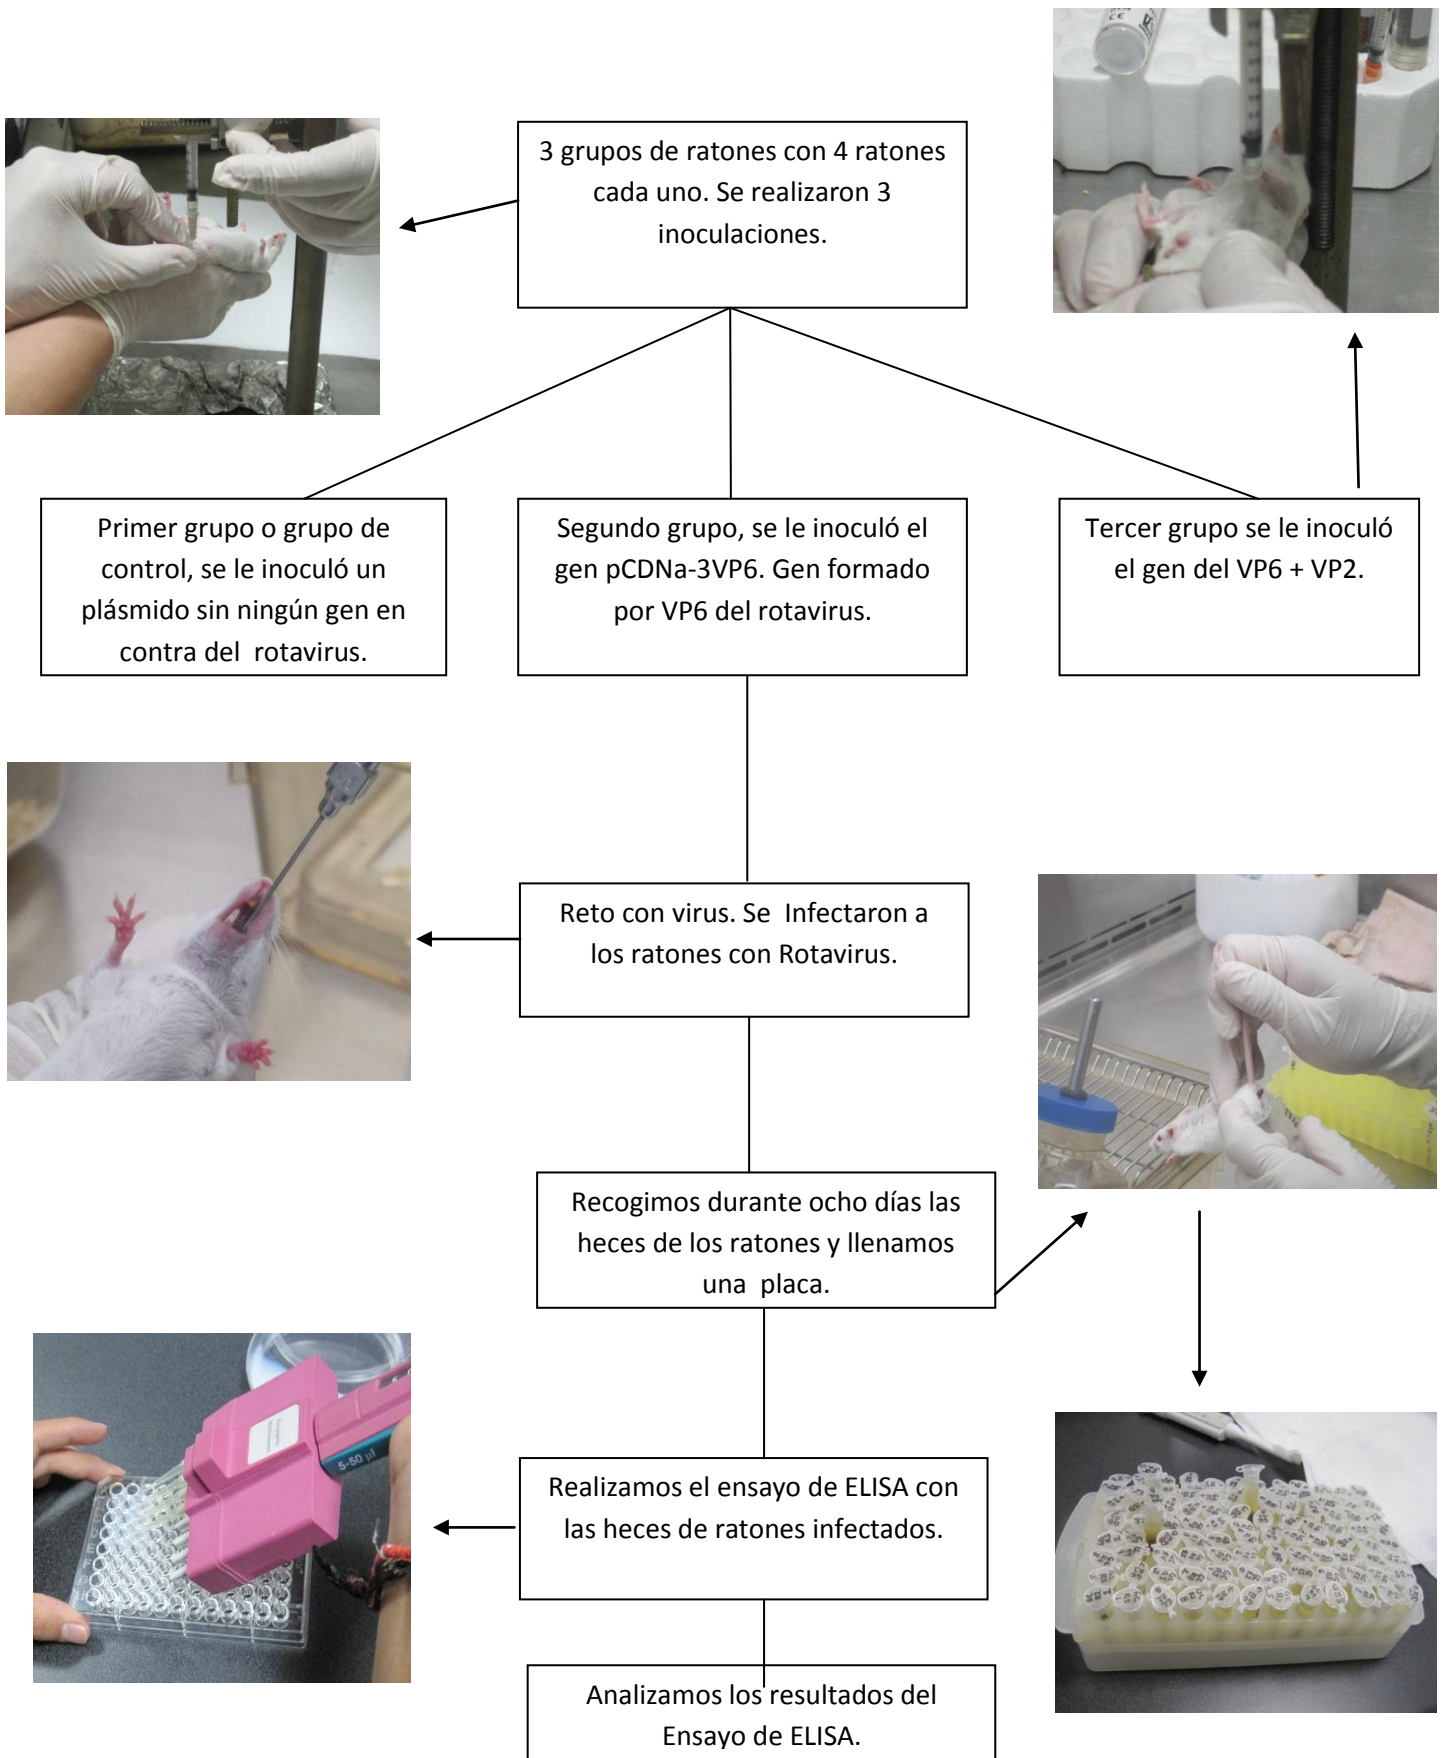 3 grupos de ratones con 4 ratones
cada uno. Se realizaron 3
inoculaciones.
Primer grupo o grupo de
control, se le inoculó un
plásmido sin ningún gen en
contra del rotavirus.
Segundo grupo, se le inoculó el
gen pCDNa-3VP6. Gen formado
por VP6 del rotavirus.
Tercer grupo se le inoculó
el gen del VP6 + VP2.
Reto con virus. Se Infectaron a
los ratones con Rotavirus.
Recogimos durante ocho días las
heces de los ratones y llenamos
una placa.
5-50 µl
Realizamos el ensayo de ELISA con
las heces de ratones infectados.
Analizamos los resultados del
Ensayo de ELISA.